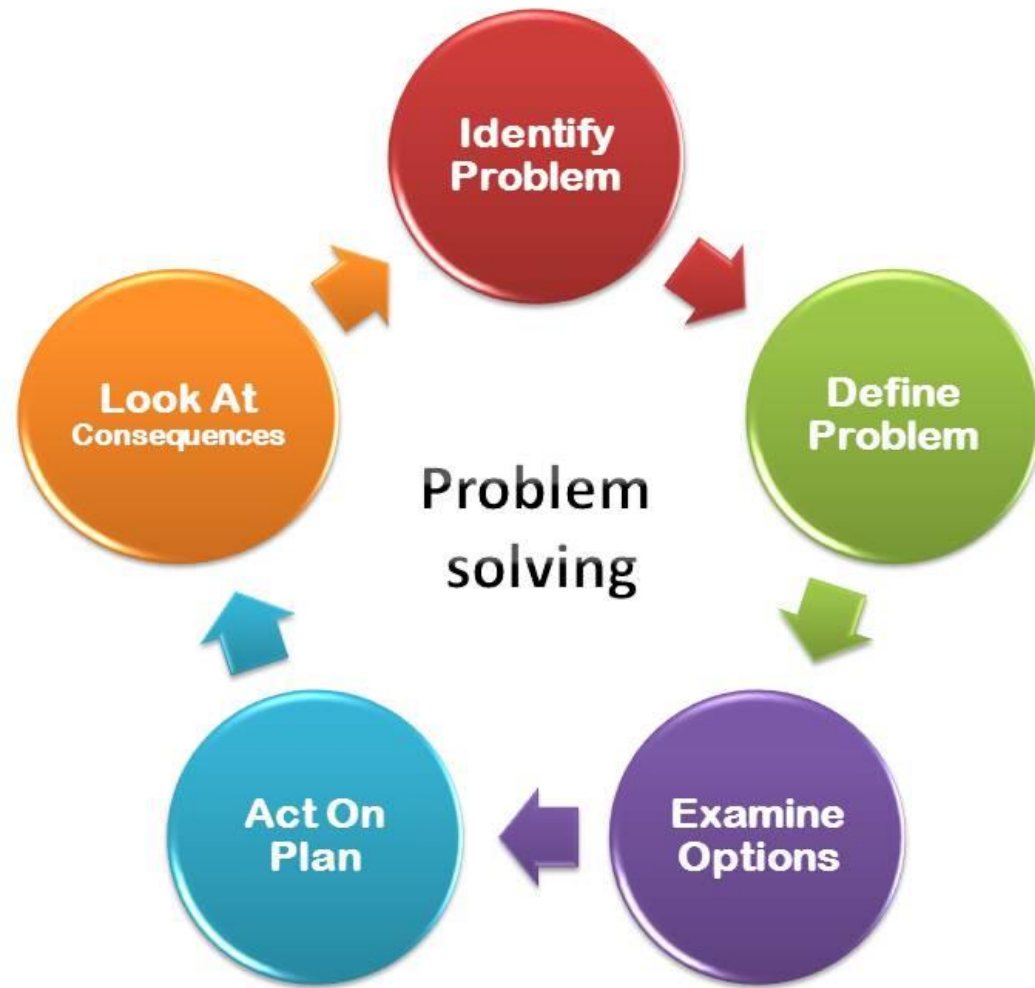 Identify
Problem
Define
Problem
Examine
Options
Act On
Plan
Look At
Consequences
Problem
solving